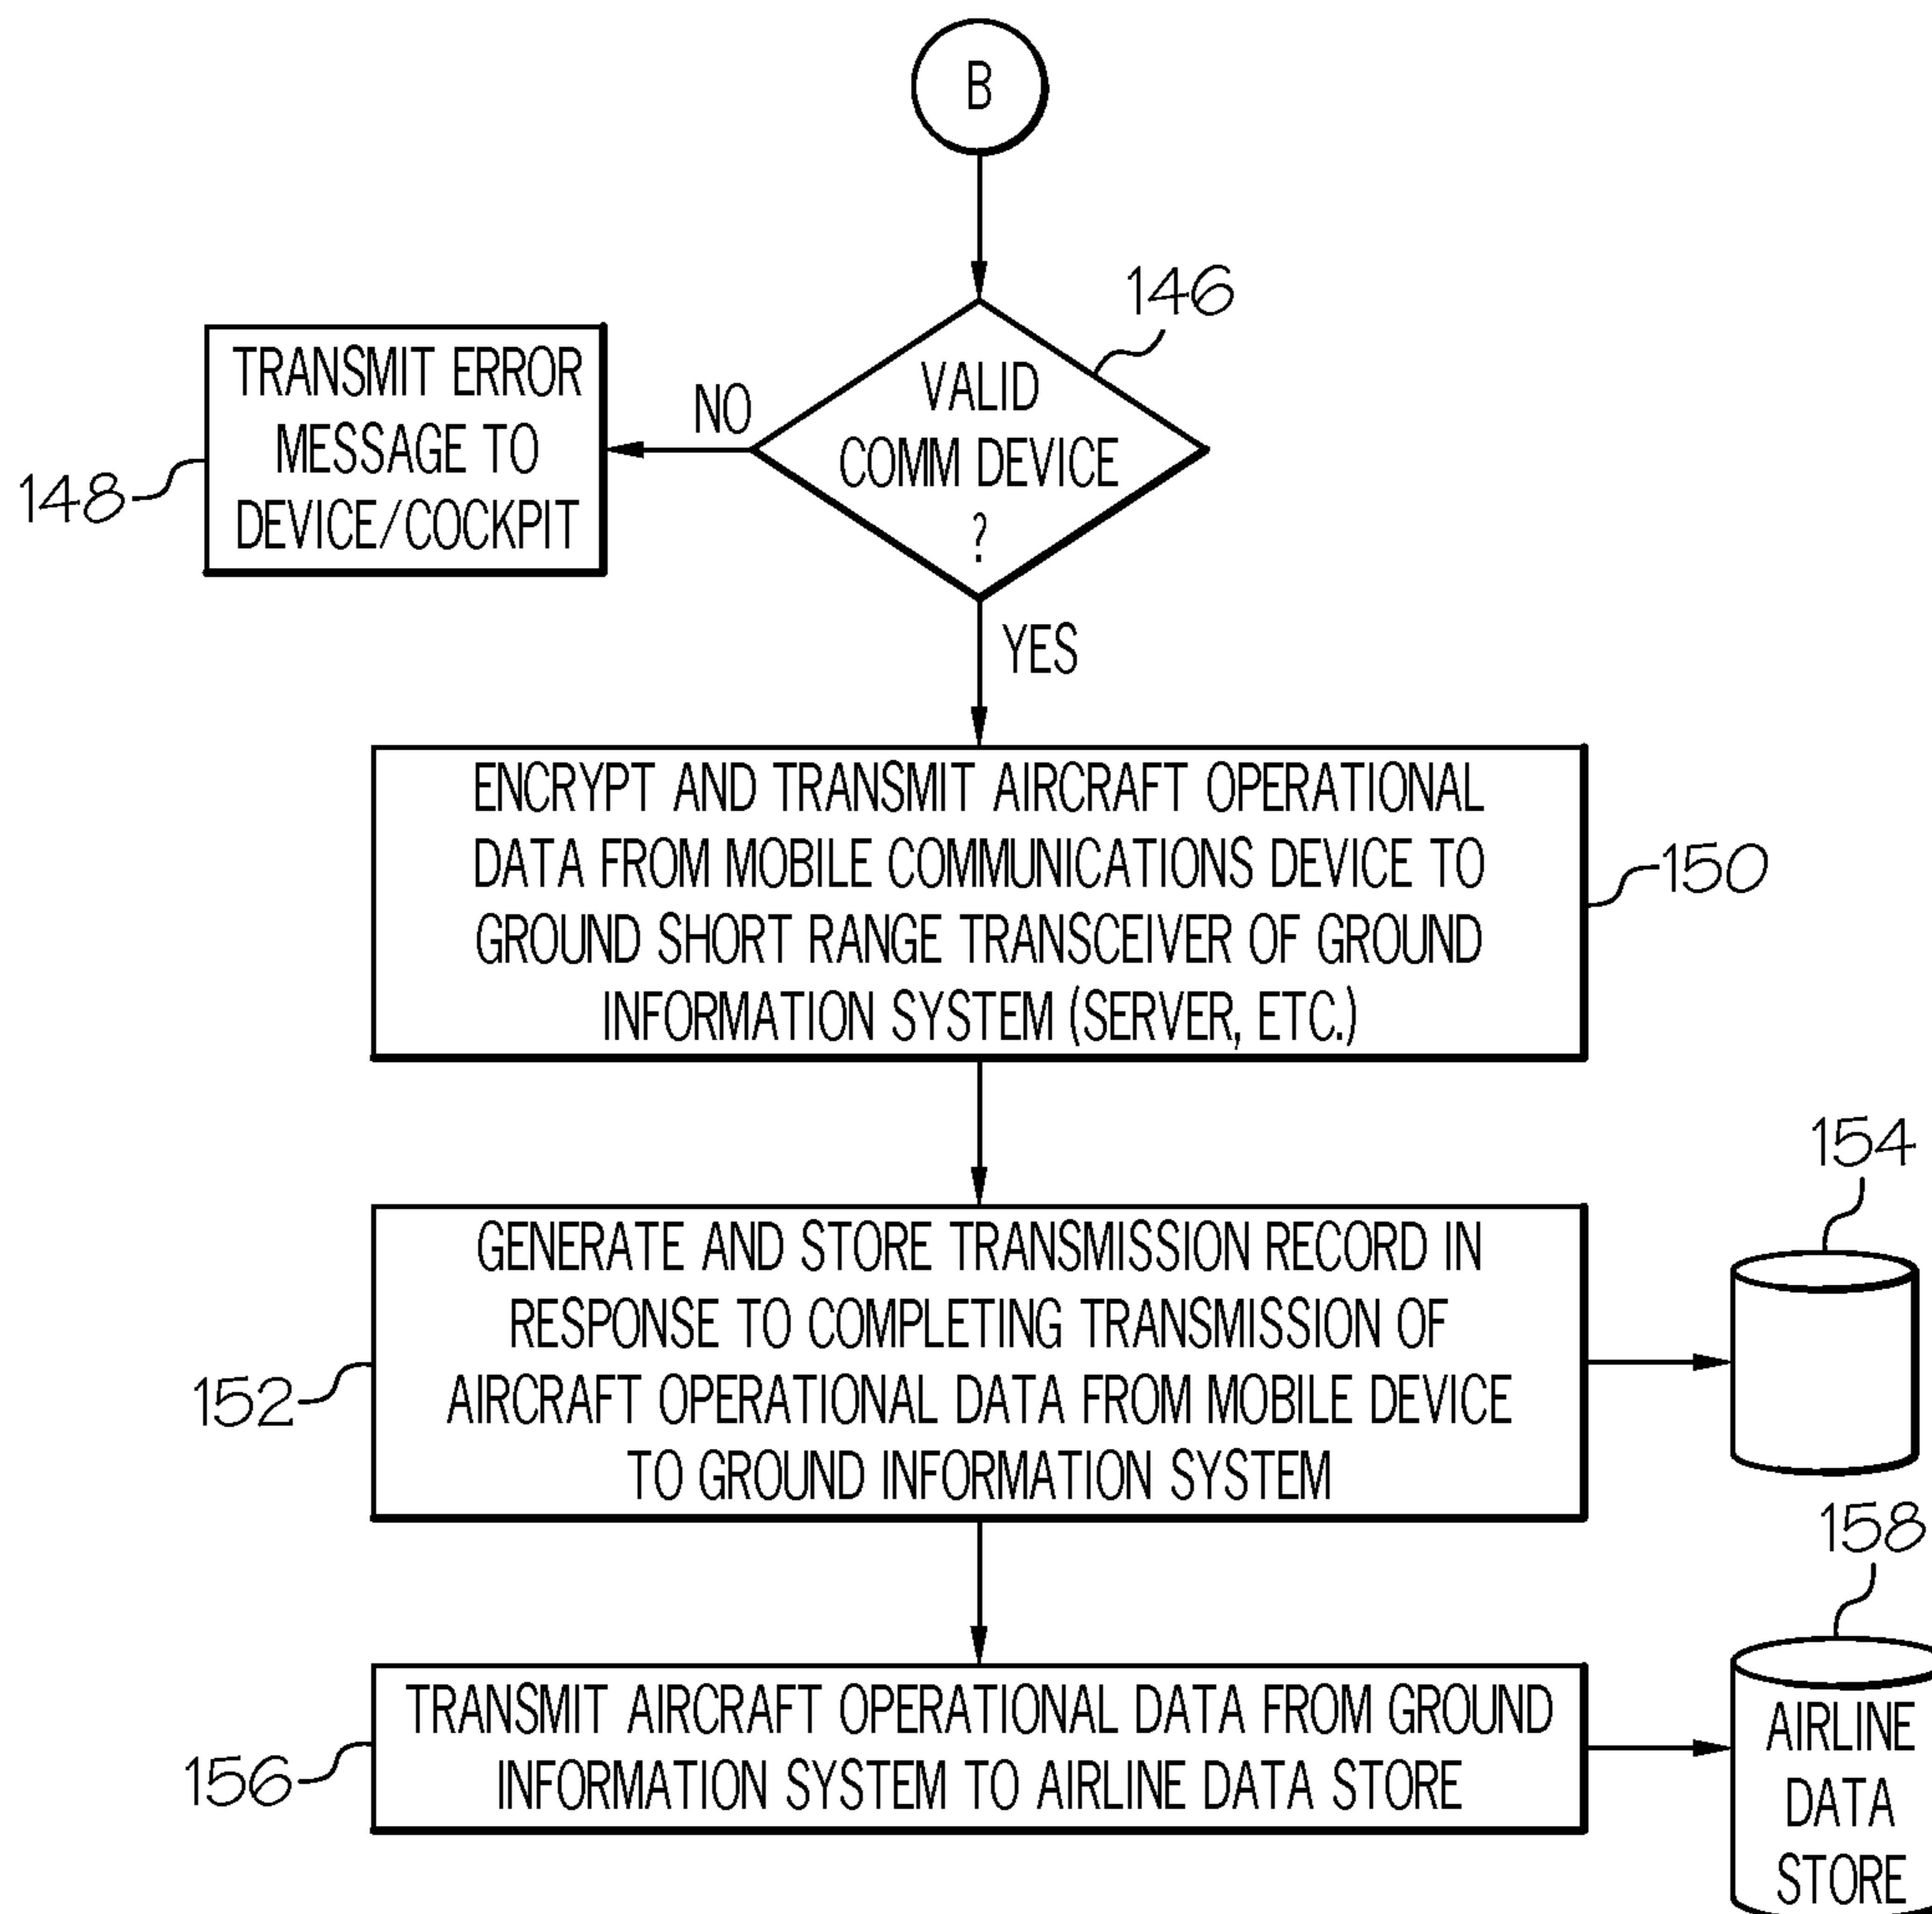 B
146
VALID
COMM DEVICE
?
NO
TRANSMIT ERROR
MESSAGE TO
DEVICE/COCKPIT
148
YES
ENCRYPT AND TRANSMIT AIRCRAFT OPERATIONAL
DATA FROM MOBILE COMMUNICATIONS DEVICE TO
GROUND SHORT RANGE TRANSCEIVER OF GROUND
INFORMATION SYSTEM (SERVER, ETC.)
150
GENERATE AND STORE TRANSMISSION RECORD IN
RESPONSE TO COMPLETING TRANSMISSION OF
AIRCRAFT OPERATIONAL DATA FROM MOBILE DEVICE
TO GROUND INFORMATION SYSTEM
152
154
TRANSMIT AIRCRAFT OPERATIONAL DATA FROM GROUND
INFORMATION SYSTEM TO AIRLINE DATA STORE
156
158
AIRLINE
DATA
STORE